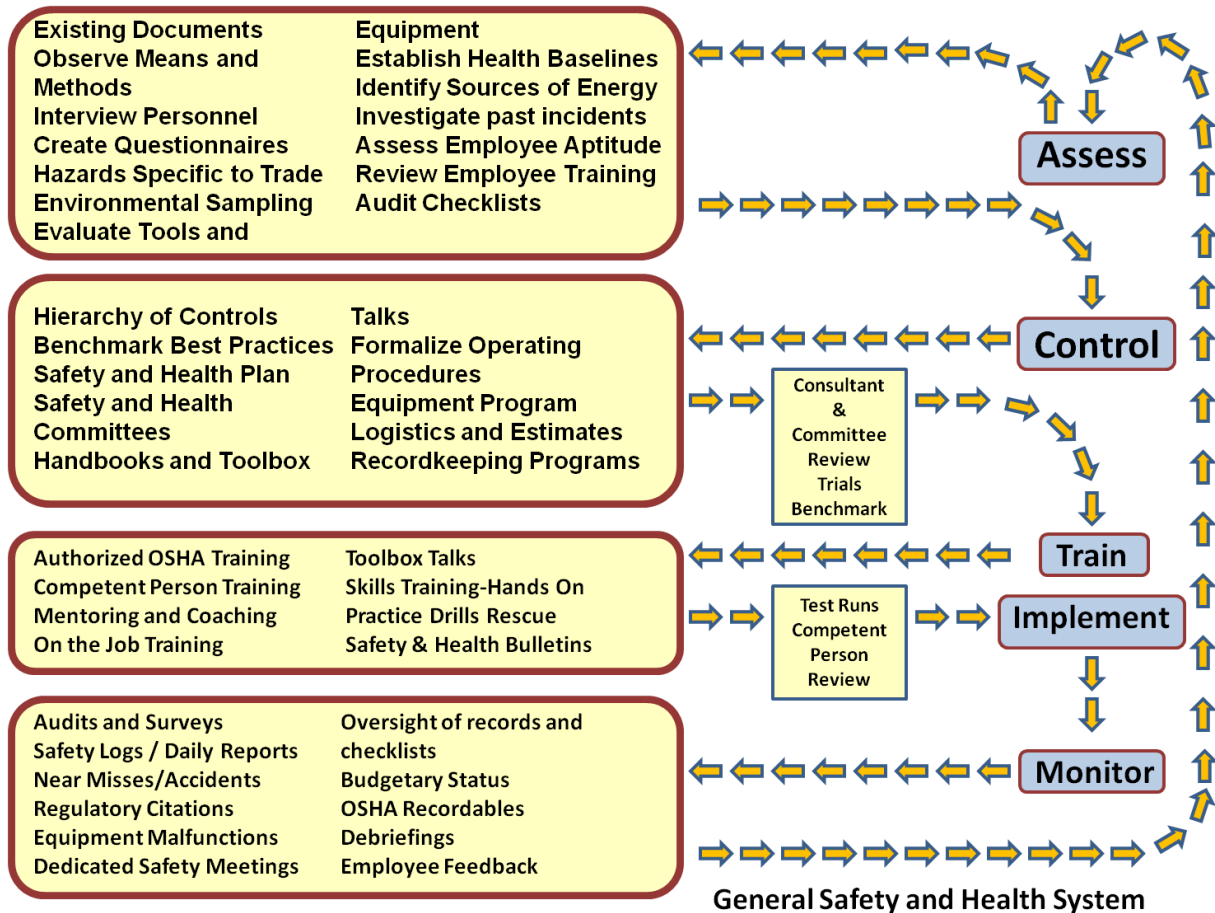 Existing Documents
Observe Means and
Methods
Interview Personnel
Create Questionnaires
Hazards Specific to Trade
Environmental Sampling
Evaluate Tools and
Equipment
Establish Health Baselines
Identify Sources of Energy
Investigate past incidents
Assess Employee Aptitude
Review Employee Training
Audit Checklists
Assess
Hierarchy of Controls
Benchmark Best Practices
Safety and Health Plan
Safety and Health
Committees
Handbooks and Toolbox
Talks
Formalize Operating
Procedures
Equipment Program
Logistics and Estimates
Recordkeeping Programs
Control
Consultant
&
Committee
Review
Trials
Benchmark
Authorized OSHA Training
Competent Person Training
Mentoring and Coaching
On the Job Training
Toolbox Talks
Skills Training-Hands On
Practice Drills Rescue
Safety & Health Bulletins
Train
Test Runs
Competent
Person
Review
Implement
Audits and Surveys
Safety Logs / Daily Reports
Near Misses/Accidents
Regulatory Citations
Equipment Malfunctions
Dedicated Safety Meetings
Oversight of records and
checklists
Budgetary Status
OSHA Recordables
Debriefings
Employee Feedback
Monitor
General Safety and Health System